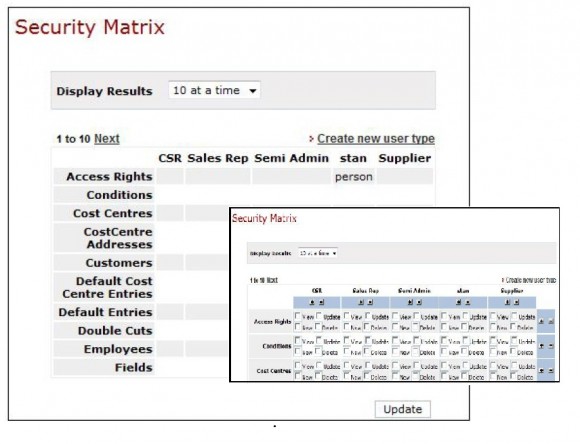 Security Matrix
Display Results 10 at a time
1 to 10 Next > Create new user type
CSR Sales Rep Semi Admin stan Supplier
Access Rights person
Conditions
Cost Centres
CostCentre
Addresses
Customers
Default Cost
Centre Entries
Default Entries
Double Cuts
Employees
Fields
Update
Security Matrix
Display Results 10 at a time
1 to 10 Next > Create new user type
CSR Sales Rep Semi Admin stan Supplier
Access Rights View Update View Update View Update View Update View Update
New Delete New Delete New Delete New Delete New Delete
Conditions View Update View Update View Update View Update View Update
New Delete New Delete New Delete New Delete New Delete
Cost Centres View Update View Update View Update View Update View Update
New Delete New Delete New Delete New Delete New Delete